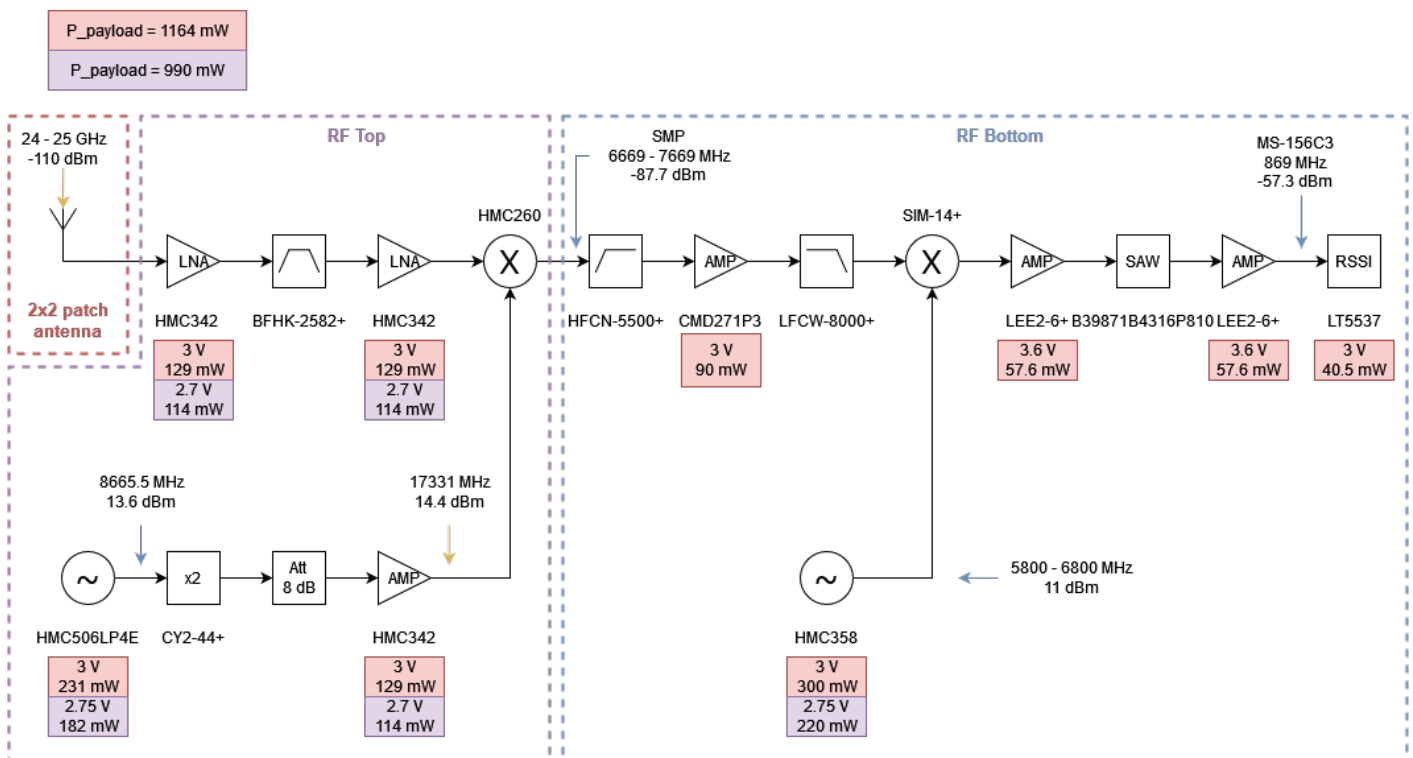 P_payload = 1164 mW
P_payload = 990 mW
24 - 25 GHz
-110 dBm
RF Top
SMP
6669 - 7669 MHz
-87.7 dBm
RF Bottom
MS-156C3
869 MHz
-57.3 dBm
HMC260
SIM-14+
LNA
LNA
X
AMP
X
AMP
SAW
AMP
RSSI
2x2 patch
antenna
HMC342
BFHK-2582+
HMC342
HFCN-5500+
CMD271P3
LFCW-8000+
LEE2-6+
B39871B4316P810
LEE2-6+
LT5537
3 V
129 mW
2.7 V
114 mW
3 V
129 mW
2.7 V
114 mW
3 V
90 mW
3.6 V
57.6 mW
3.6 V
57.6 mW
3 V
40.5 mW
8665.5 MHz
13.6 dBm
17331 MHz
14.4 dBm
~
x2
Att
8 dB
AMP
~
5800 - 6800 MHz
11 dBm
HMC506LP4E
CY2-44+
HMC342
HMC358
3 V
231 mW
2.75 V
182 mW
3 V
129 mW
2.7 V
114 mW
3 V
300 mW
2.75 V
220 mW